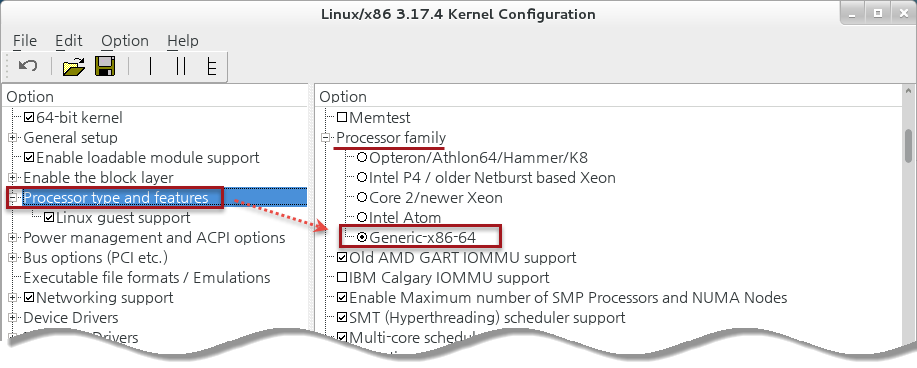 Linux/x86 3.17.4 Kernel Configuration
File Edit Option Help
Option
64-bit kernel
General setup
Enable loadable module support
Enable the block layer
Processor type and features
Linux guest support
Power management and ACPI options
Bus options (PCI etc.)
Executable file formats / Emulations
Networking support
Device Drivers
Drivers
Option
Memtest
Processor family
Opteron/Athlon64/Hammer/K8
Intel P4 / older Netburst based Xeon
Core 2/newer Xeon
Intel Atom
Generic-x86-64
Old AMD GART IOMMU support
IBM Calgary IOMMU support
Enable Maximum number of SMP Processors and NUMA Nodes
SMT (Hyperthreading) scheduler support
Multi-core